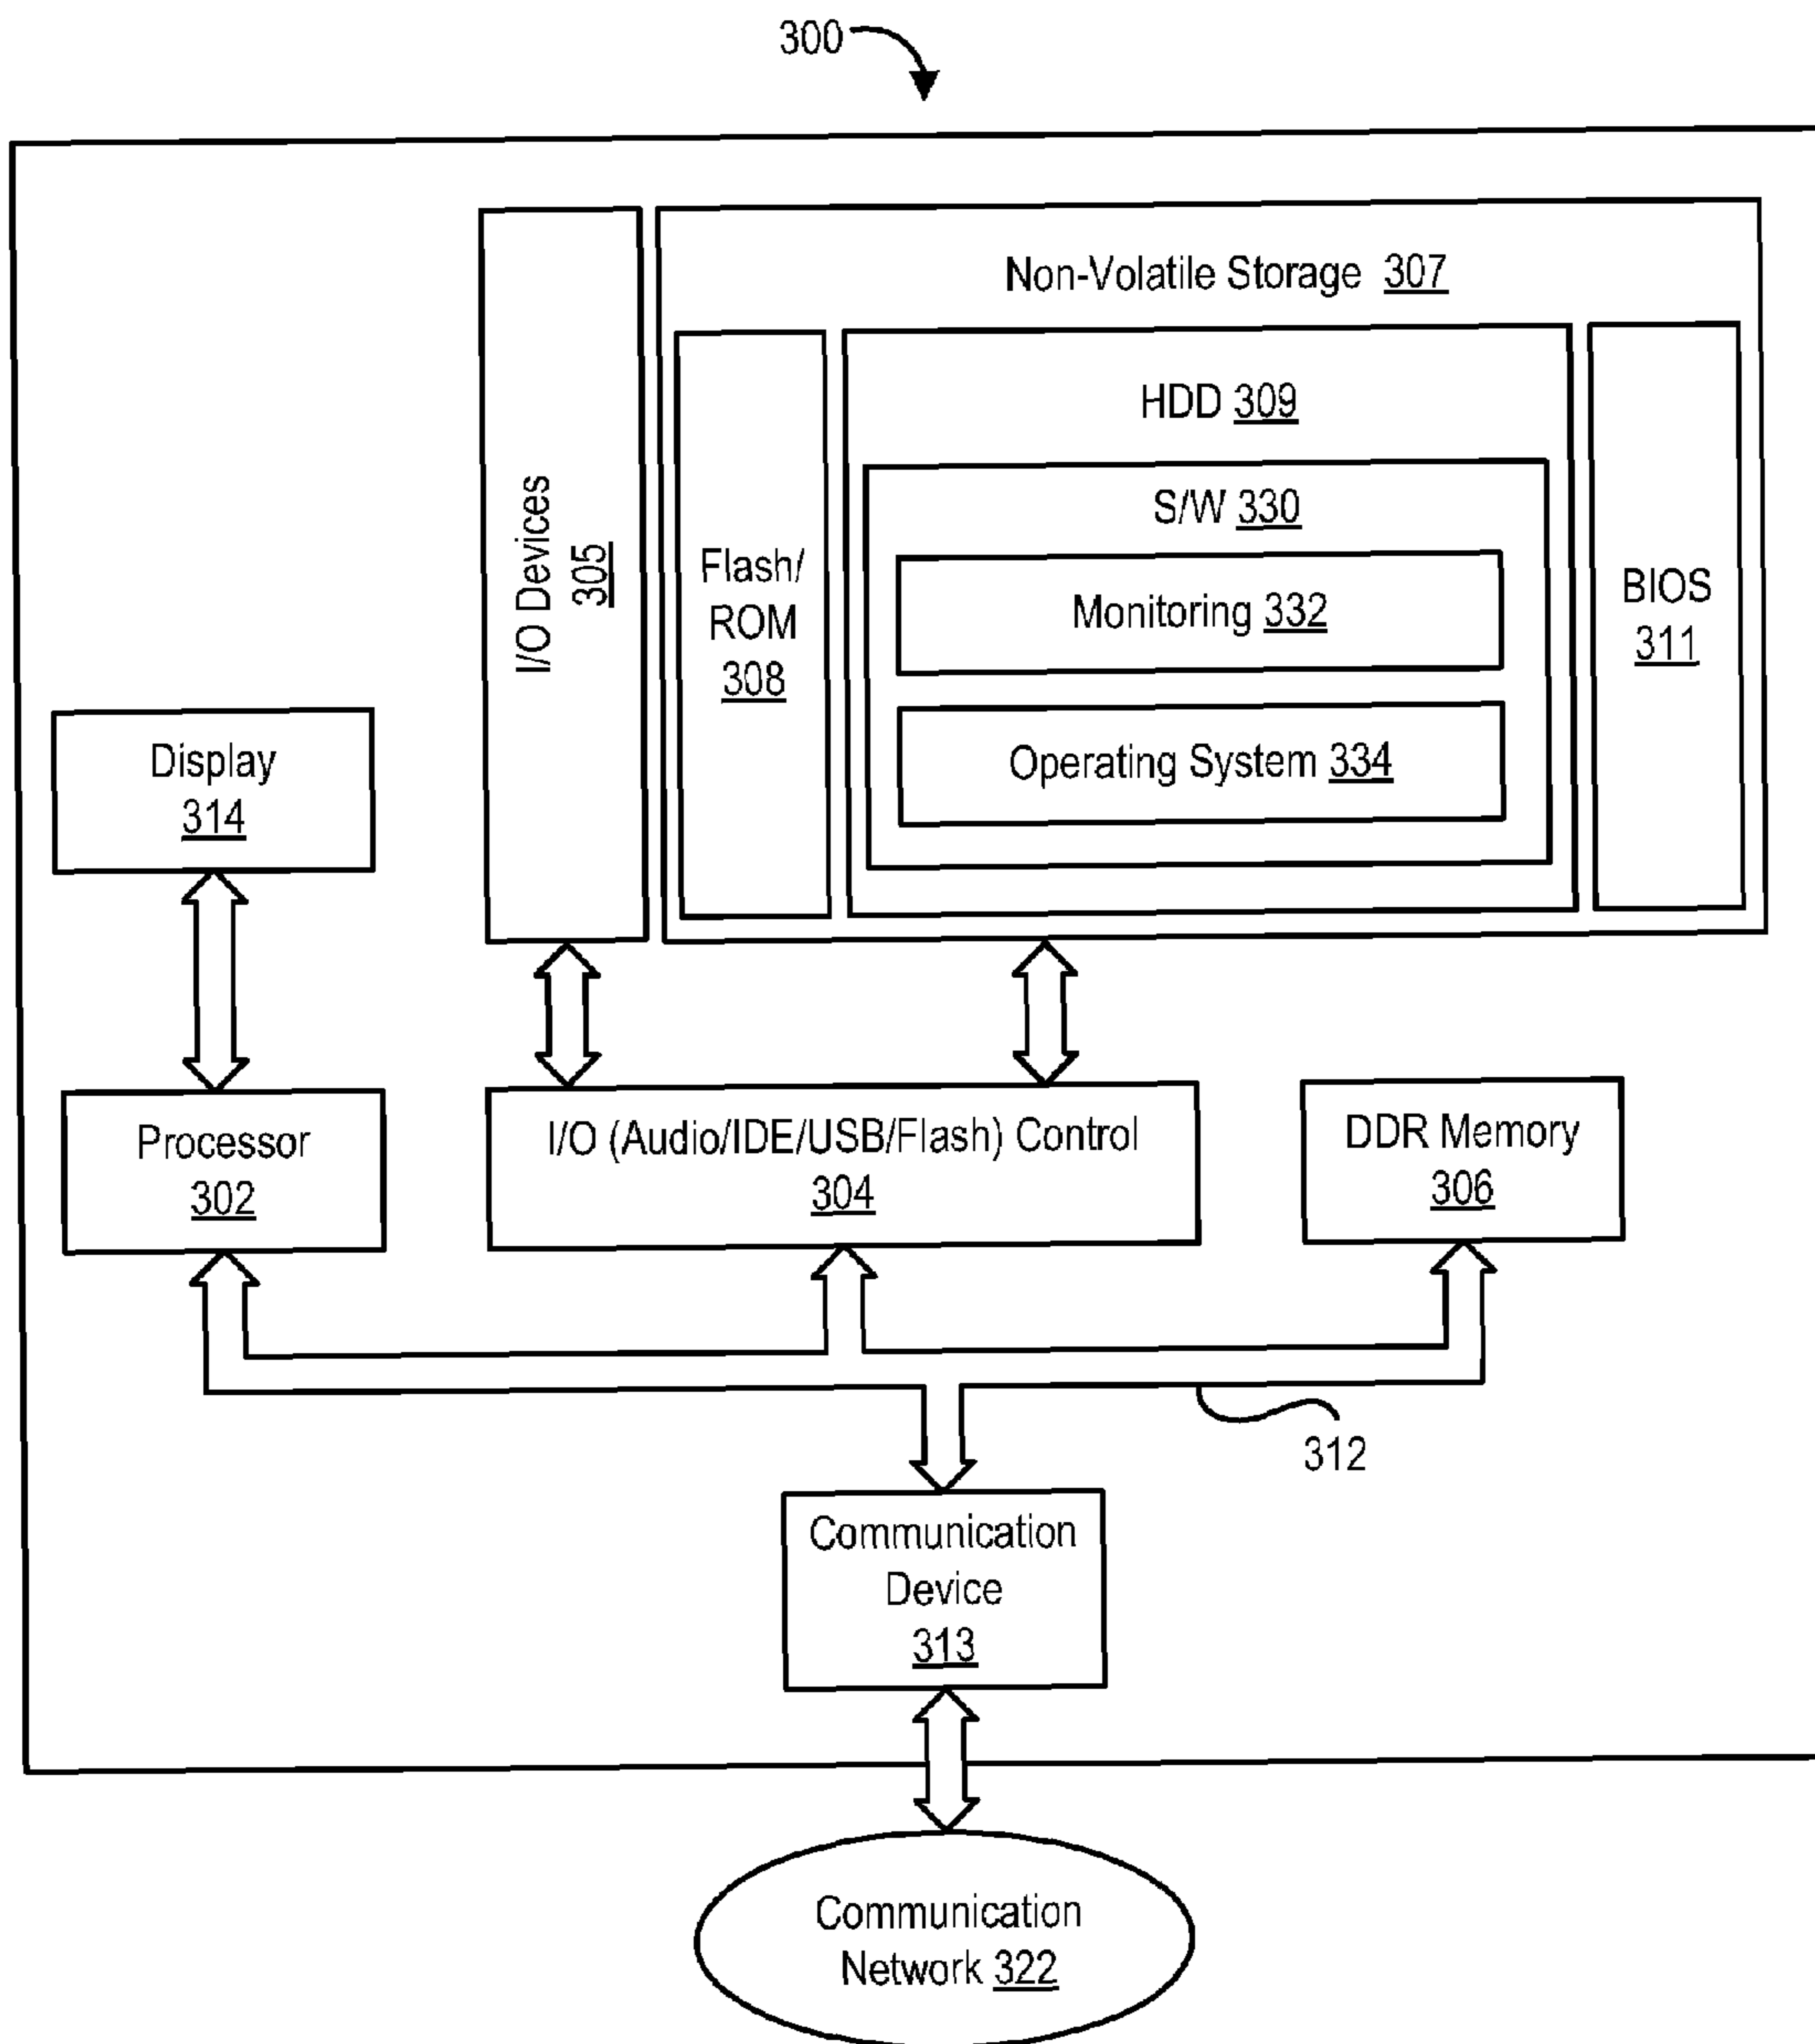 300
Non-Volatile Storage 307
I/O Devices
305
Flash/
ROM
308
HDD 309
S/W 330
Monitoring 332
Operating System 334
BIOS
311
Display
314
Processor
302
I/O (Audio/IDE/USB/Flash) Control
304
DDR Memory
306
312
Communication
Device
313
Communication
Network 322